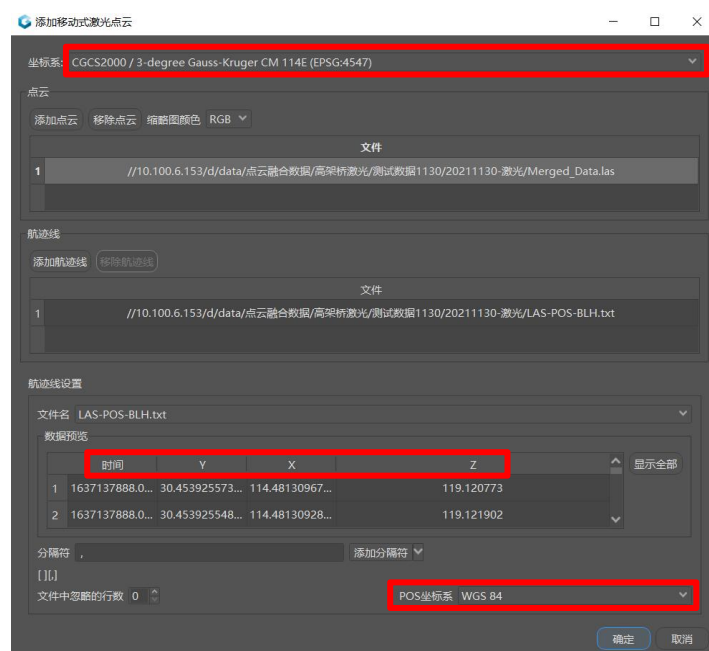 添加移动式激光点云
坐标系: CGCS2000 / 3-degree Gauss-Kruger CM 114E (EPSG:4547)
点云
添加点云 移除点云 缩略图颜色 RGB
文件
1 //10.100.6.153/d/data/点云融合数据/高架桥激光/测试数据1130/20211130-激光/Merged_Data.las
航迹线
添加航迹线 移除航迹线
文件
1 //10.100.6.153/d/data/点云融合数据/高架桥激光/测试数据1130/20211130-激光/LAS-POS-BLH.txt
航迹线设置
文件名 LAS-POS-BLH.txt
数据预览
时间 Y X Z 显示全部
1 1637137888.0... 30.453925573... 114.48130967... 119.120773
2 1637137888.0... 30.453925548... 114.48130928... 119.121902
分隔符 , 添加分隔符
[ ][,]
文件中忽略的行数 0 POS坐标系 WGS 84
确定 取消